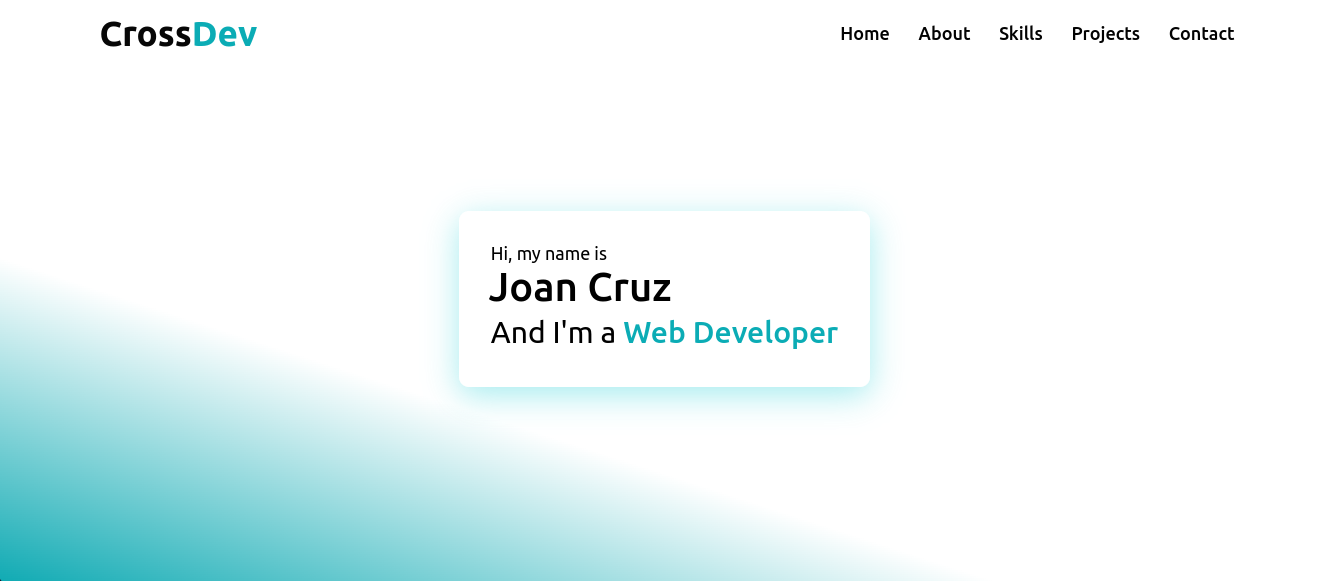 CrossDev
Home About Skills Projects Contact
Hi, my name is
Joan Cruz
And I'm a Web Developer